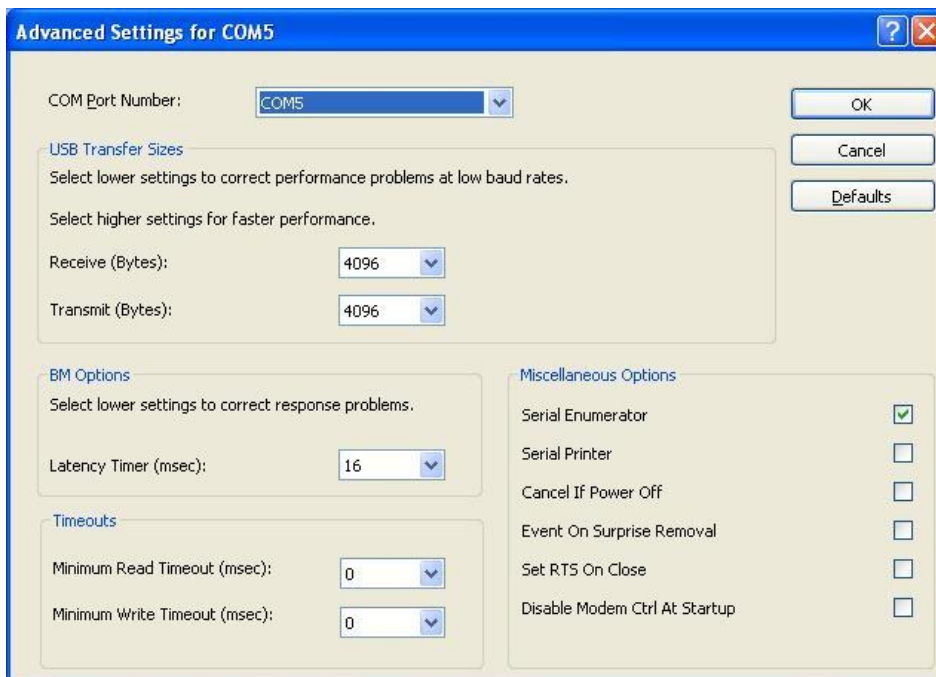 Advanced Settings for COM5
COM Port Number:
COM5
OK
Cancel
Defaults
USB Transfer Sizes
Select lower settings to correct performance problems at low baud rates.
Select higher settings for faster performance.
Receive (Bytes):
4096
Transmit (Bytes):
4096
BM Options
Select lower settings to correct response problems.
Latency Timer (msec):
16
Timeouts
Minimum Read Timeout (msec):
0
Minimum Write Timeout (msec):
0
Miscellaneous Options
Serial Enumerator
Serial Printer
Cancel If Power Off
Event On Surprise Removal
Set RTS On Close
Disable Modem Ctrl At Startup